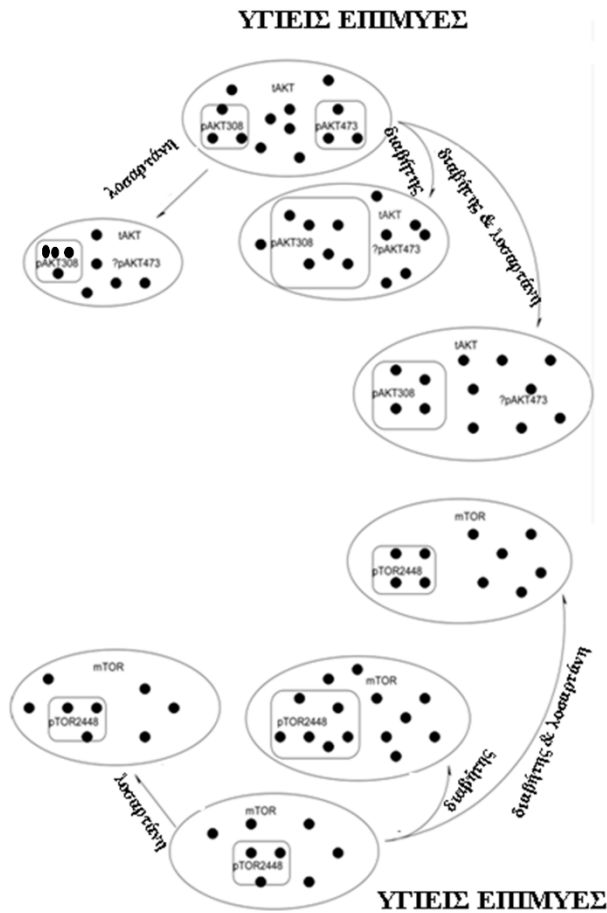 ΥΓΙΕΙΣ ΕΠΙΜΥΕΣ
tAKT
pAKT308
pAKT473
λοσαρτάνη
διαβήτης
διαβήτης & λοσαρτάνη
tAKT
pAKT308
?pAKT473
tAKT
pAKT308
?pAKT473
tAKT
pAKT308
?pAKT473
mTOR
pTOR2448
mTOR
pTOR2448
mTOR
pTOR2448
λοσαρτάνη
διαβήτης
διαβήτης & λοσαρτάνη
mTOR
pTOR2448
ΥΓΙΕΙΣ ΕΠΙΜΥΕΣ